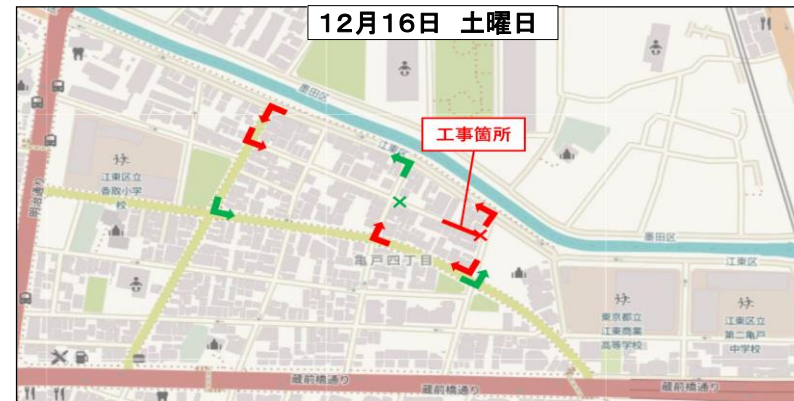 12月16日 土曜日
墨田区
江東区
工事箇所
江東区立
香取小学
校
明治通り
亀戸四丁目
墨田区
江東区
東京都立
江東商業
高等学校
江東区立
第二亀戸
中学校
蔵前橋通り
蔵前橋通り
蔵前橋通り